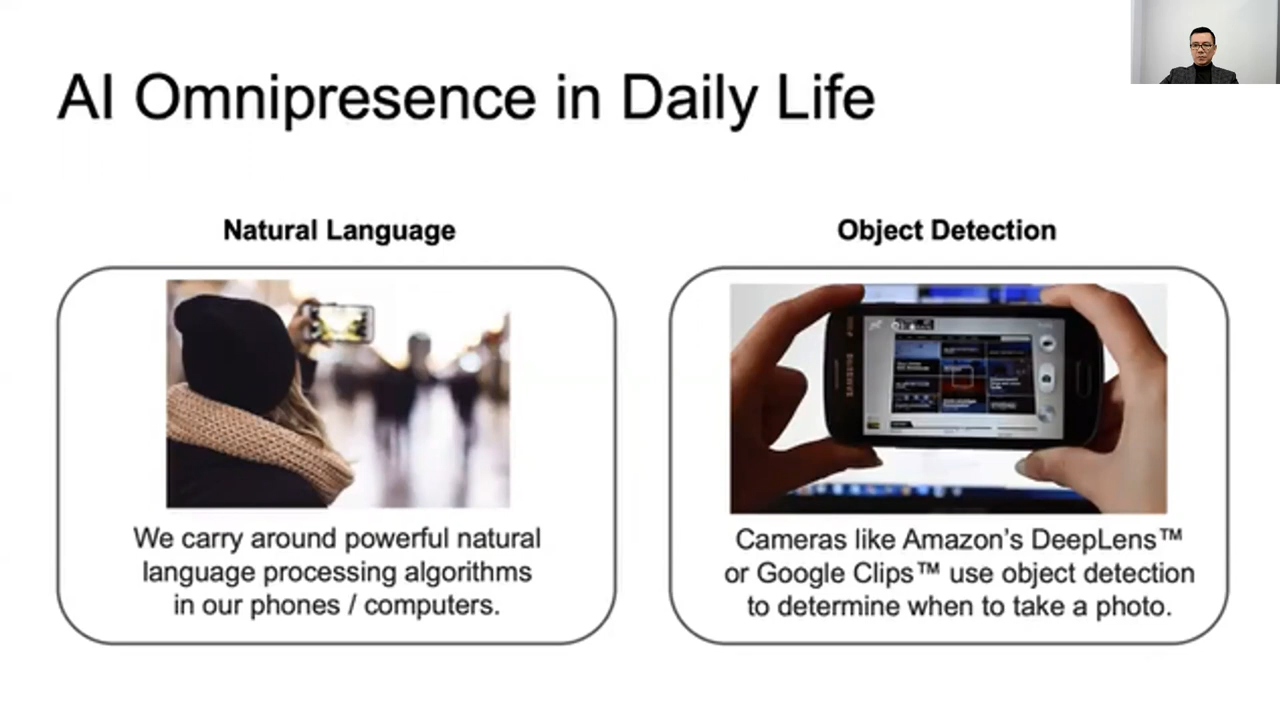 AI Omnipresence in Daily Life
Natural Language
We carry around powerful natural
language processing algorithms
in our phones / computers.
Object Detection
Cameras like Amazon's DeepLens™
or Google Clips™ use object detection
to determine when to take a photo.